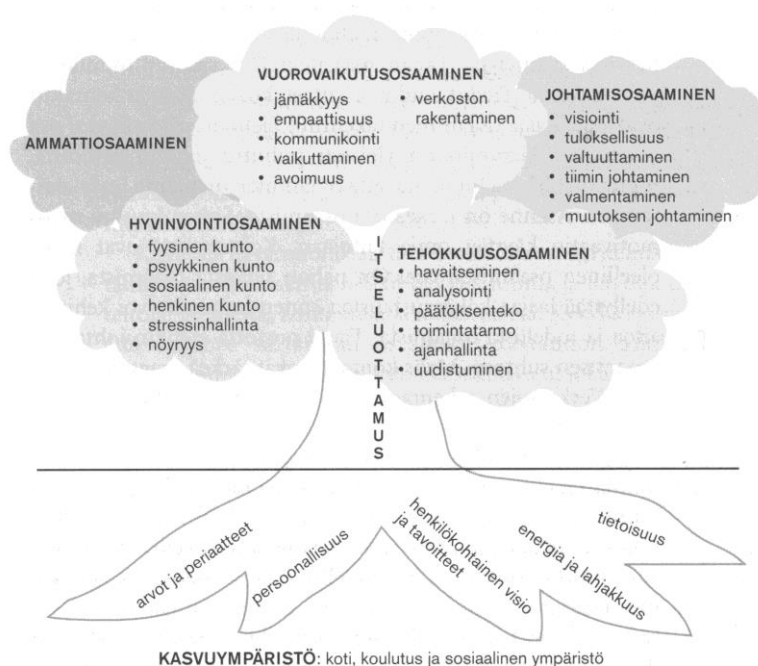 VUOROVAIKUTUSOSAAMINEN
• jämäkkyys
• empaattisuus
• kommunikointi
• vaikuttaminen
• avoimuus
• verkoston
rakentaminen
JOHTAMISOSAAMINEN
• visiointi
• tuloksellisuus
• valtuuttaminen
• tiimin johtaminen
• valmentaminen
• muutoksen johtaminen
AMMATTIOSAAMINEN
HYVINVOINTIOSAAMINEN
• fyysinen kunto
• psyykkinen kunto
• sosiaalinen kunto
• henkinen kunto
• stressinhallinta
• nöyryys
ITSELUOTTAMUS
TEHOKKUUSOSAAMINEN
• havaitseminen
• analysointi
• päätöksenteko
• toimintatarmo
• ajanhallinta
• uudistuminen
arvot ja periaatteet
persoonallisuus
henkilökohtainen visio
ja tavoitteet
energia ja lahjakkuus
tietoisuus
KASVUYMPÄRISTÖ: koti, koulutus ja sosiaalinen ympäristö